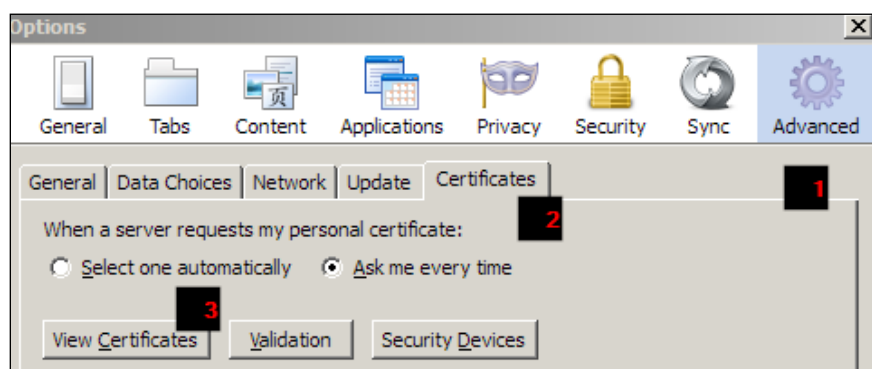 Options
页
General Tabs Content Applications Privacy Security Sync Advanced
General Data Choices Network Update Certificates
1
When a server requests my personal certificate:
2
Select one automatically Ask me every time
3
View Certificates Validation Security Devices